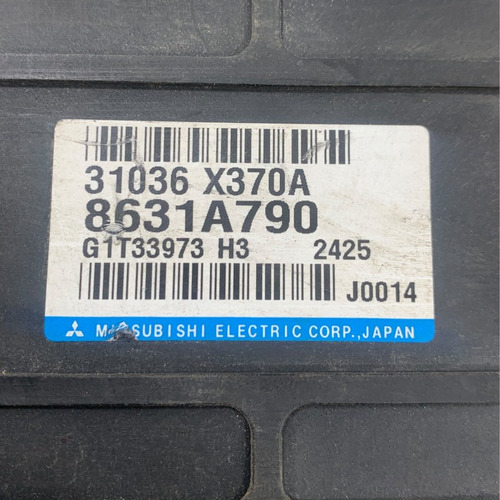 31036 X370A
8631A790
G1T33973 H3 2425
J0014
MITSUBISHI ELECTRIC CORP.,JAPAN